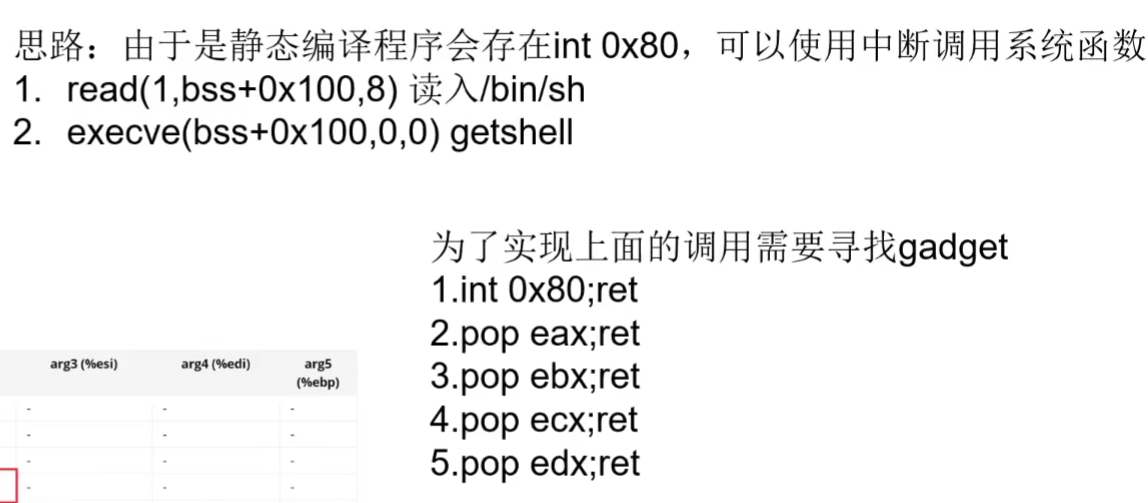 思路：由于是静态编译程序会存在int 0x80，可以使用中断调用系统函数
1. read(1,bss+0x100,8) 读入/bin/sh
2. execve(bss+0x100,0,0) getshell
为了实现上面的调用需要寻找gadget
1.int 0x80;ret
2.pop eax;ret
3.pop ebx;ret
4.pop ecx;ret
5.pop edx;ret
arg3 (%esi) arg4 (%edi) arg5
(%ebp)
- - -
- - -
- - -
- - -